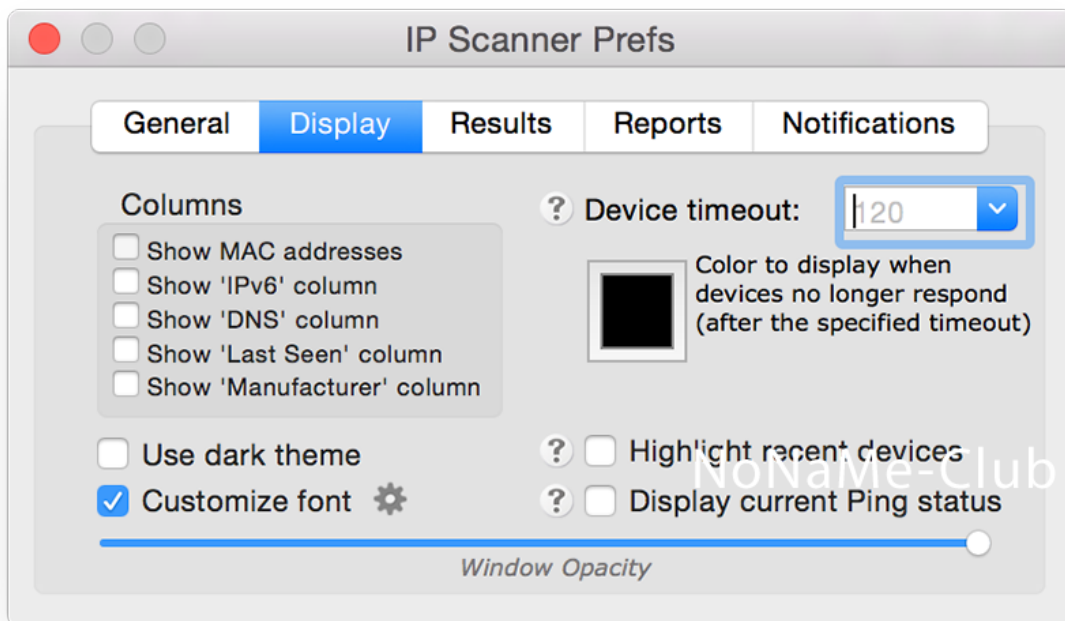 IP Scanner Prefs
General Display Results Reports Notifications
Columns
Show MAC addresses
Show 'IPv6' column
Show 'DNS' column
Show 'Last Seen' column
Show 'Manufacturer' column
? Device timeout: 120
Color to display when
devices no longer respond
(after the specified timeout)
Use dark theme
Customize font
? Highlight recent devices
? Display current Ping status
NoNaMe-Club
Window Opacity